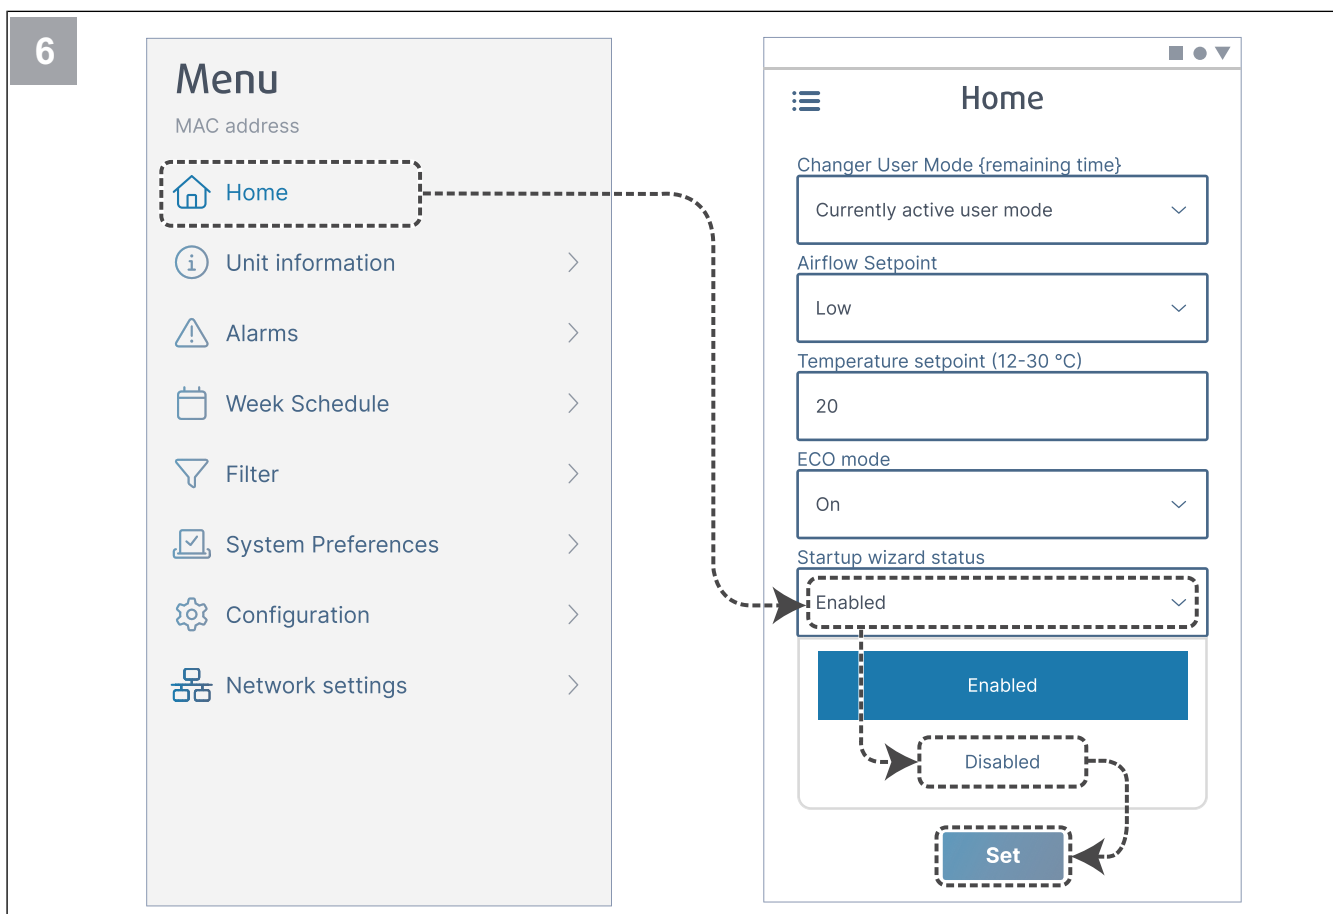 6
Menu
MAC address
Home
Unit information
Alarms
Week Schedule
Filter
System Preferences
Configuration
Network settings
Home
Changer User Mode {remaining time}
Currently active user mode
Airflow Setpoint
Low
Temperature setpoint (12-30 °C)
20
ECO mode
On
Startup wizard status
Enabled
Enabled
Disabled
Set